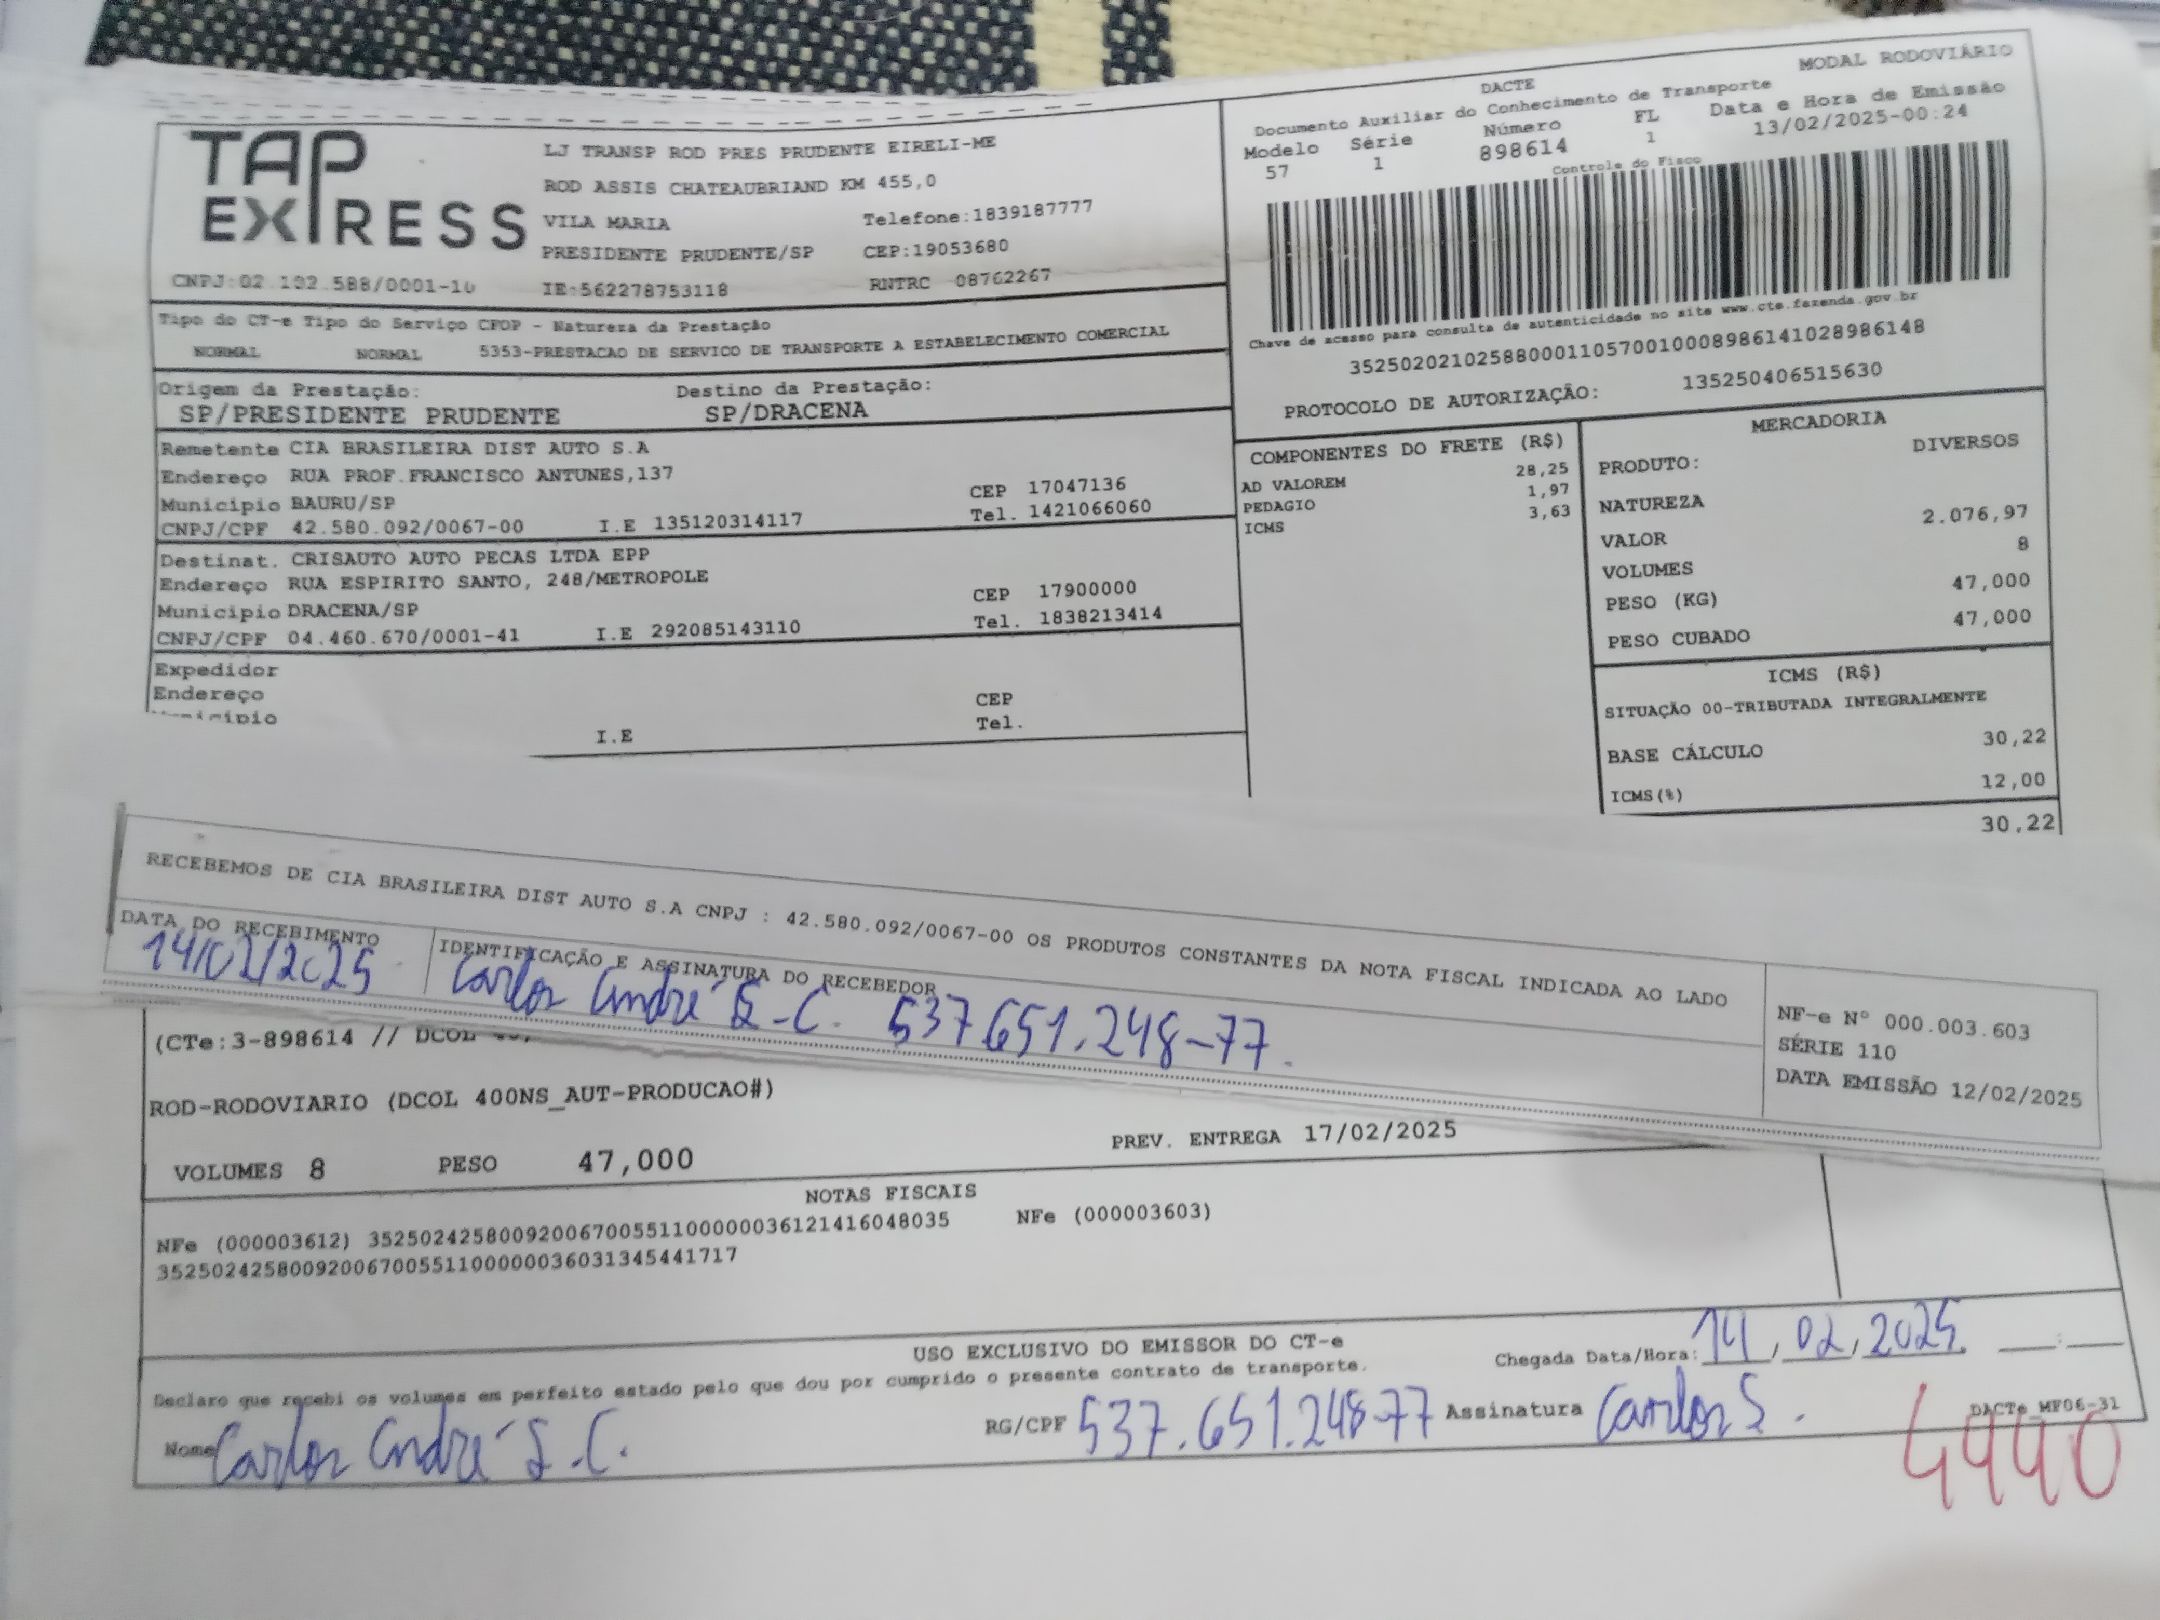 TAP
EXPRESS
LJ TRANSP ROD PRES PRUDENTE EIRELI-ME
ROD ASSIS CHATEAUBRIAND KM 455,0
VILA MARIA Telefone:1839187777
PRESIDENTE PRUDENTE/SP CEP:19053680
CNPJ:02.102.588/0001-10 IE:562278753118 RNTRC 08762267
MODAL RODOVIÁRIO
DACTE
Documento Auxiliar do Conhecimento de Transporte
Modelo Série Número FL Data e Hora de Emissão
57 1 898614 1 13/02/2025-00:24
Controle do Fisco
Chave de acesso para consulta de autenticidade no site www.cte.fazenda.gov.br
35250202102588000110570010008986141028986148
PROTOCOLO DE AUTORIZAÇÃO: 135250406515630
Tipo do CT-e Tipo do Serviço CFOP - Natureza da Prestação
NORMAL NORMAL 5353-PRESTACAO DE SERVICO DE TRANSPORTE A ESTABELECIMENTO COMERCIAL
Origem da Prestação: Destino da Prestação:
SP/PRESIDENTE PRUDENTE SP/DRACENA
Remetente CIA BRASILEIRA DIST AUTO S.A
Endereço RUA PROF.FRANCISCO ANTUNES,137
Municipio BAURU/SP CEP 17047136
CNPJ/CPF 42.580.092/0067-00 I.E 135120314117 Tel. 1421066060
Destinat. CRISAUTO AUTO PECAS LTDA EPP
Endereço RUA ESPIRITO SANTO, 248/METROPOLE
Municipio DRACENA/SP CEP 17900000
CNPJ/CPF 04.460.670/0001-41 I.E 292085143110 Tel. 1838213414
Expedidor
Endereço CEP
Municipio I.E Tel.
COMPONENTES DO FRETE (R$)
AD VALOREM 28,25
PEDAGIO 1,97
ICMS 3,63
MERCADORIA
PRODUTO: DIVERSOS
NATUREZA
VALOR 2.076,97
VOLUMES 8
PESO (KG) 47,000
PESO CUBADO 47,000
ICMS (R$)
SITUAÇÃO 00-TRIBUTADA INTEGRALMENTE
BASE CÁLCULO 30,22
ICMS(%) 12,00
30,22
RECEBEMOS DE CIA BRASILEIRA DIST AUTO S.A CNPJ : 42.580.092/0067-00 OS PRODUTOS CONSTANTES DA NOTA FISCAL INDICADA AO LADO
DATA DO RECEBIMENTO IDENTIFICAÇÃO E ASSINATURA DO RECEBEDOR
14/02/2025 Carlos André S.C. 537651.248-77.
NF-e Nº 000.003.603
SÉRIE 110
DATA EMISSÃO 12/02/2025
(CTe:3-898614 // DCOL
ROD-RODOVIARIO (DCOL 400NS_AUT-PRODUCAO#)
VOLUMES 8 PESO 47,000 PREV. ENTREGA 17/02/2025
NOTAS FISCAIS
NFe (000003612) 35250242580092006700551100000036121416048035 NFe (000003603)
35250242580092006700551100000036031345441717
USO EXCLUSIVO DO EMISSOR DO CT-e
Declaro que recebi os volumes em perfeito estado pelo que dou por cumprido o presente contrato de transporte.
Chegada Data/Hora: 14/02/2025 ___:___
Nome Carlos André S.C. RG/CPF 537.651.248-77 Assinatura Carlos S.
DACTe_MF06-31
4440